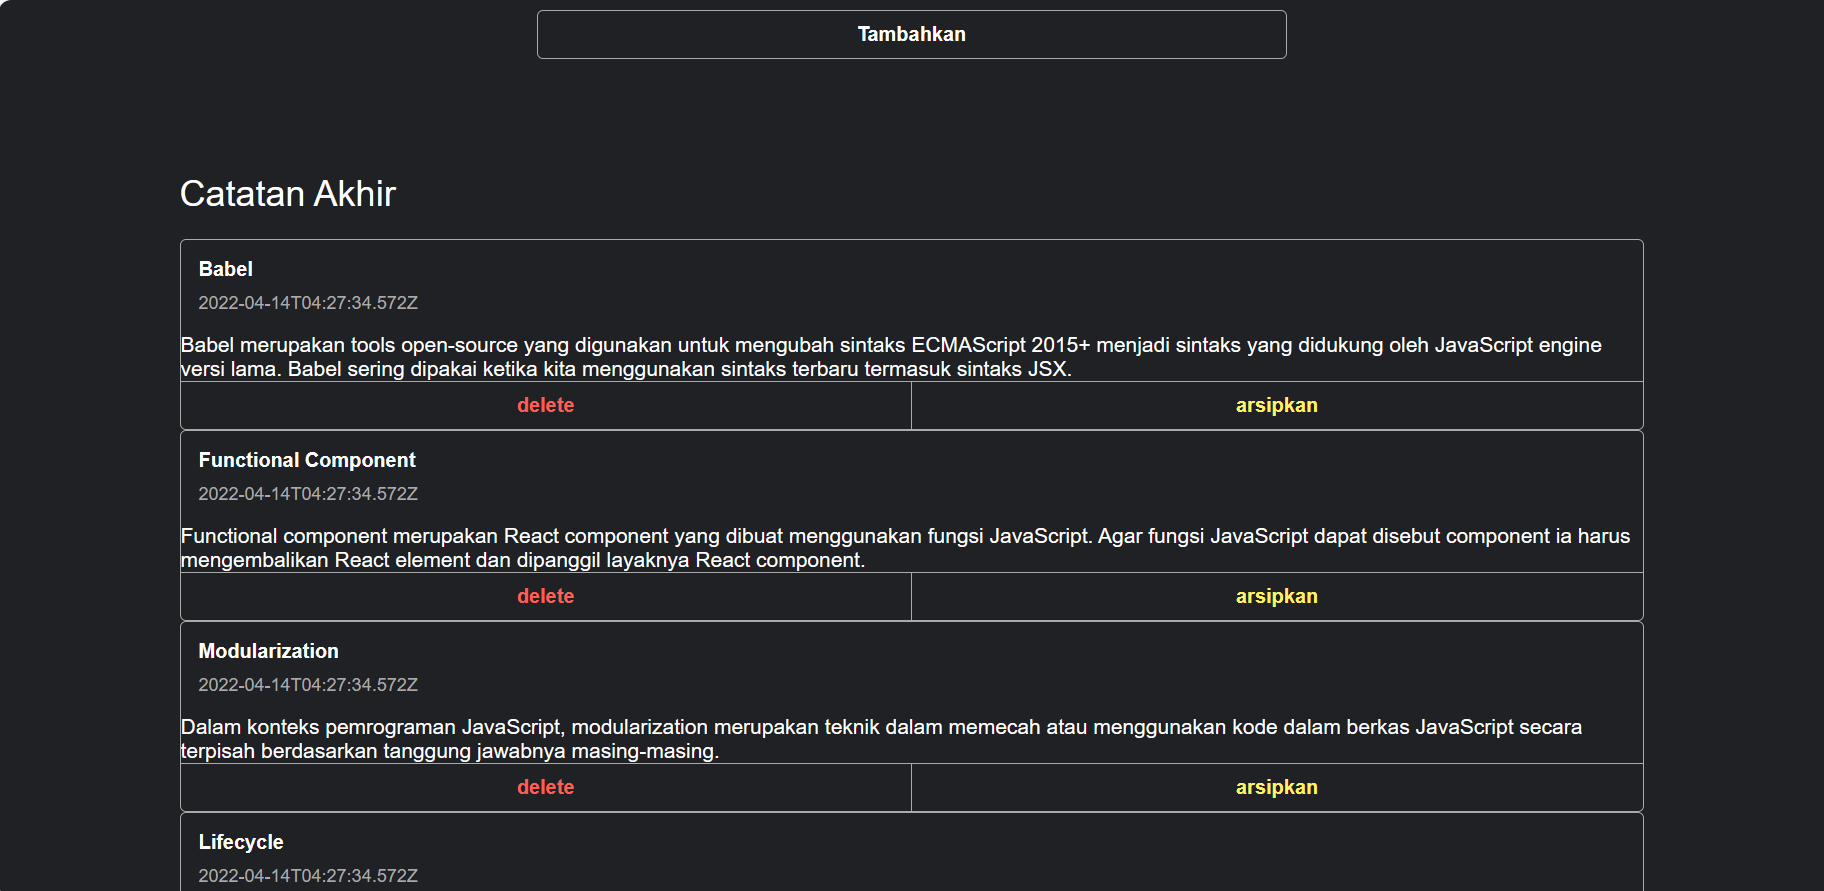 Tambahkan
Catatan Akhir
Babel
2022-04-14T04:27:34.572Z
Babel merupakan tools open-source yang digunakan untuk mengubah sintaks ECMAScript 2015+ menjadi sintaks yang didukung oleh JavaScript engine
versi lama. Babel sering dipakai ketika kita menggunakan sintaks terbaru termasuk sintaks JSX.
delete arsipkan
Functional Component
2022-04-14T04:27:34.572Z
Functional component merupakan React component yang dibuat menggunakan fungsi JavaScript. Agar fungsi JavaScript dapat disebut component ia harus
mengembalikan React element dan dipanggil layaknya React component.
delete arsipkan
Modularization
2022-04-14T04:27:34.572Z
Dalam konteks pemrograman JavaScript, modularization merupakan teknik dalam memecah atau menggunakan kode dalam berkas JavaScript secara
terpisah berdasarkan tanggung jawabnya masing-masing.
delete arsipkan
Lifecycle
2022-04-14T04:27:34.572Z